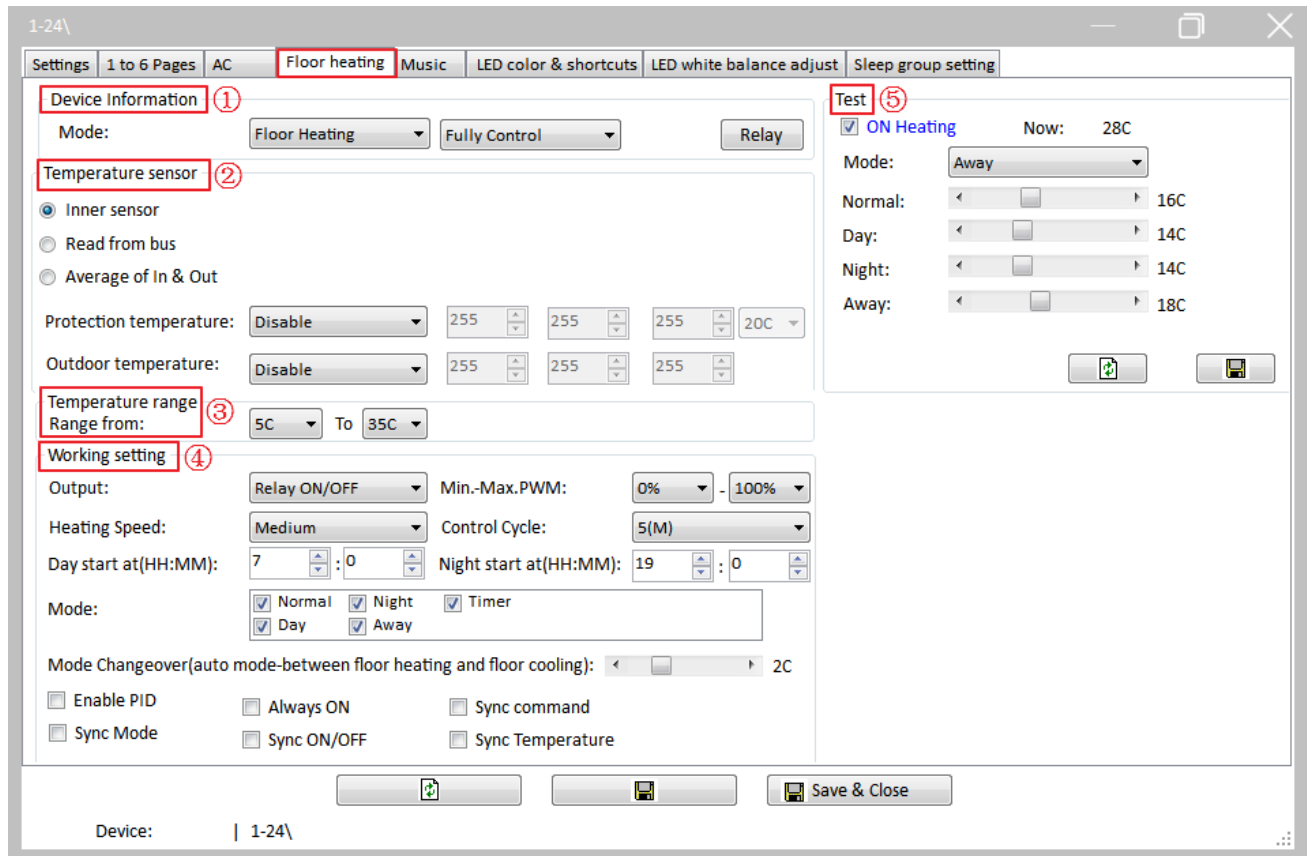 1-24\
Settings 1 to 6 Pages AC Floor heating Music LED color & shortcuts LED white balance adjust Sleep group setting
Device Information ①
Mode: Floor Heating Fully Control Relay
Temperature sensor ②
Inner sensor
Read from bus
Average of In & Out
Protection temperature: Disable 255 255 255 20C
Outdoor temperature: Disable 255 255 255
Temperature range ③
Range from: 5C To 35C
Working setting ④
Output: Relay ON/OFF Min.-Max.PWM: 0% - 100%
Heating Speed: Medium Control Cycle: 5(M)
Day start at(HH:MM): 7 : 0 Night start at(HH:MM): 19 : 0
Mode: Normal Night Timer
Day Away
Mode Changeover(auto mode-between floor heating and floor cooling): 2C
Enable PID Always ON Sync command
Sync Mode Sync ON/OFF Sync Temperature
Test ⑤
ON Heating Now: 28C
Mode: Away
Normal: 16C
Day: 14C
Night: 14C
Away: 18C
Save & Close
Device: | 1-24\